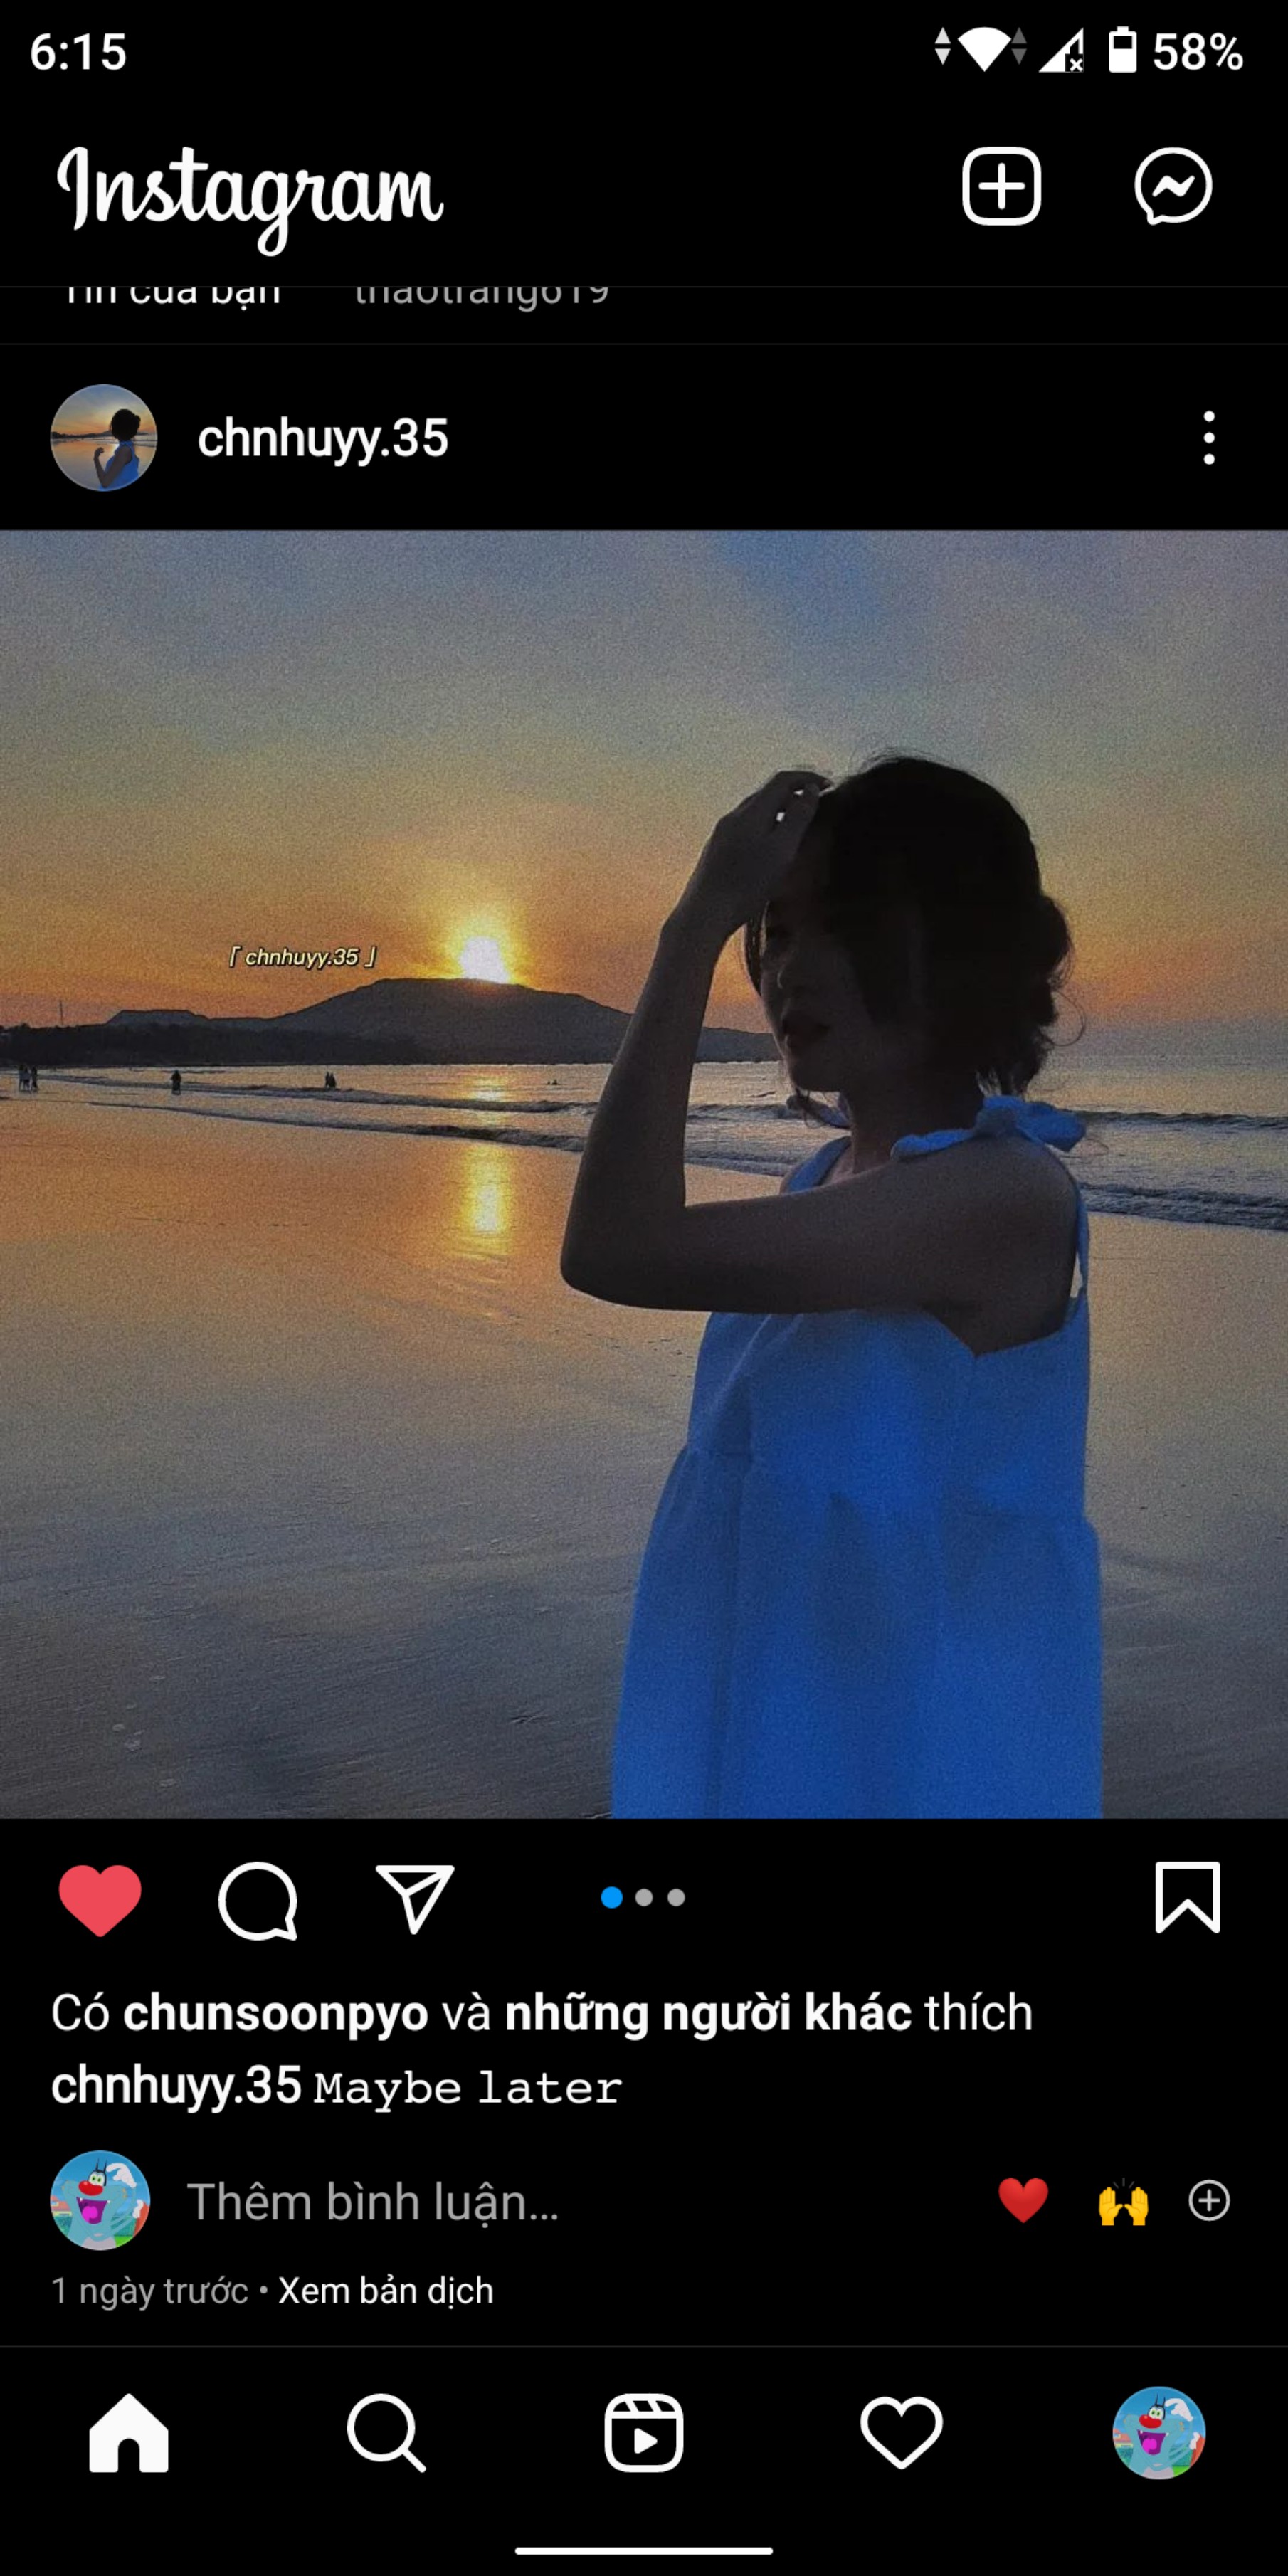 6:15 58%
Instagram
Tin của bạn thaotrang619
chnhuyy.35
「 chnhuyy.35 」
Có chunsoonpyo và những người khác thích
chnhuyy.35 Maybe later
Thêm bình luận...
1 ngày trước • Xem bản dịch